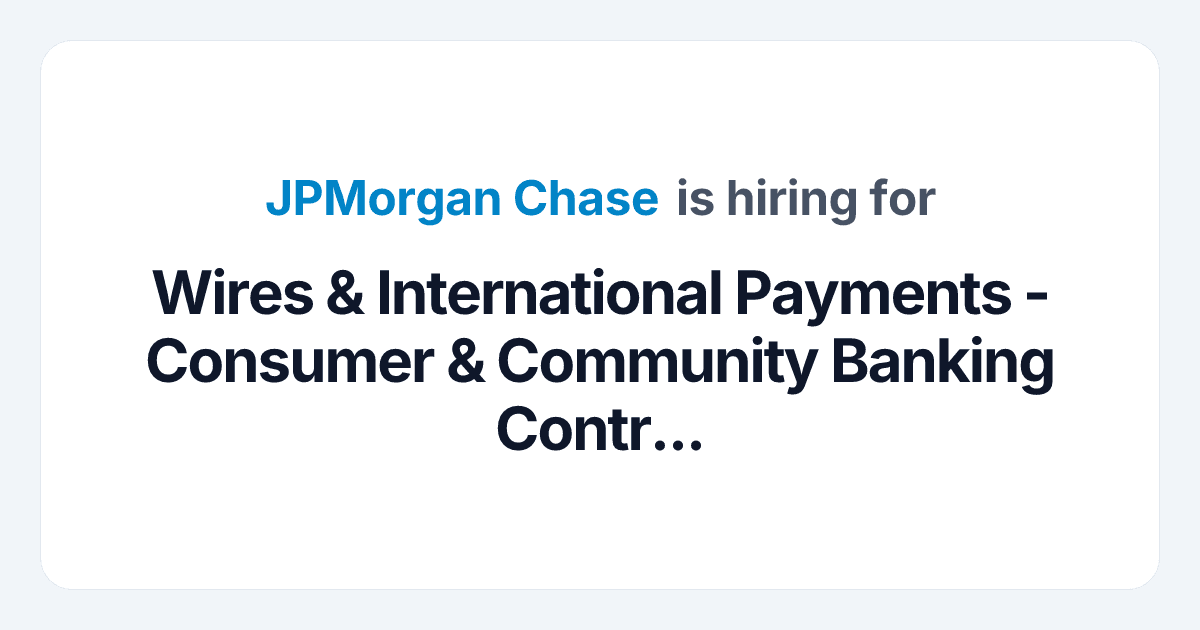 JPMorgan Chase is hiring for
Wires & International Payments -
Consumer & Community Banking
Contr...